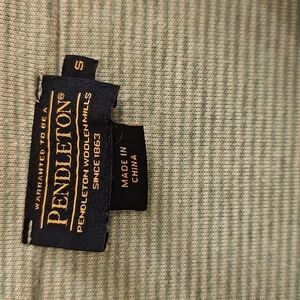 S
WARRANTED TO BE A
PENDLETON®
PENDLETON WOOLEN MILLS
SINCE 1863
MADE IN
CHINA